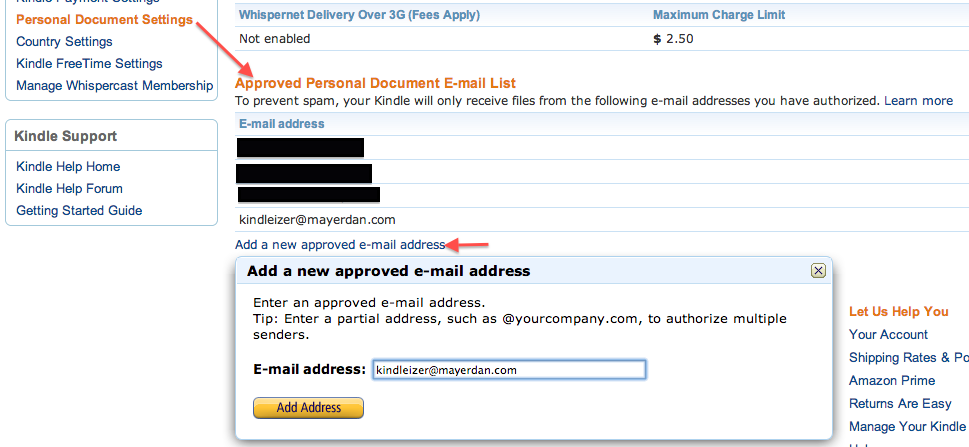 Personal Document Settings
Country Settings
Kindle FreeTime Settings
Manage Whispercast Membership
Kindle Support
Kindle Help Home
Kindle Help Forum
Getting Started Guide
Whispernet Delivery Over 3G (Fees Apply) Maximum Charge Limit
Not enabled $ 2.50
Approved Personal Document E-mail List
To prevent spam, your Kindle will only receive files from the following e-mail addresses you have authorized. Learn more
E-mail address
kindleizer@mayerdan.com
Add a new approved e-mail address
Add a new approved e-mail address
Enter an approved e-mail address.
Tip: Enter a partial address, such as @yourcompany.com, to authorize multiple
senders.
E-mail address: kindleizer@mayerdan.com
Add Address
Let Us Help You
Your Account
Shipping Rates & Po
Amazon Prime
Returns Are Easy
Manage Your Kindle